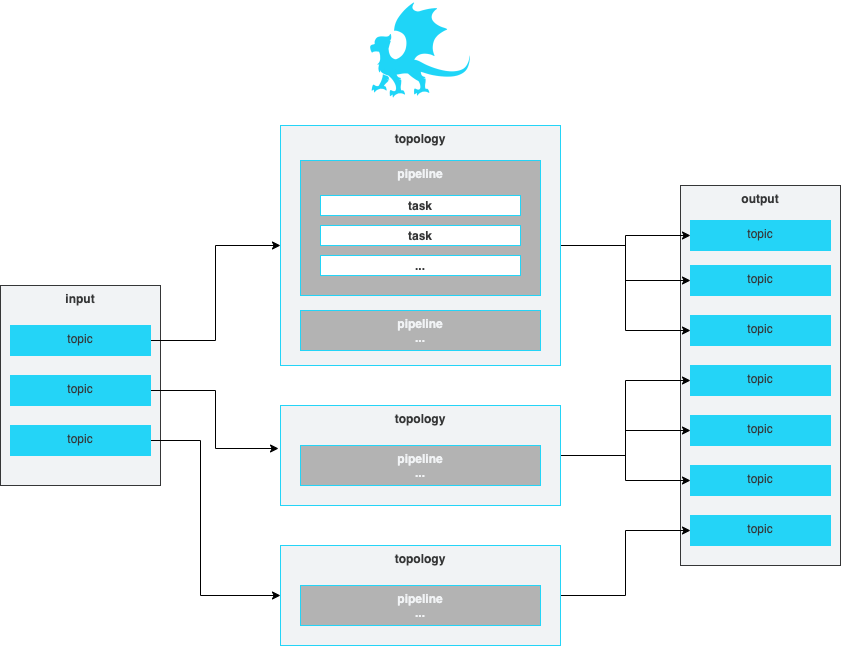 input
topic
topic
topic
topology
pipeline
task
task
...
pipeline
...
topology
pipeline
...
topology
pipeline
...
output
topic
topic
topic
topic
topic
topic
topic